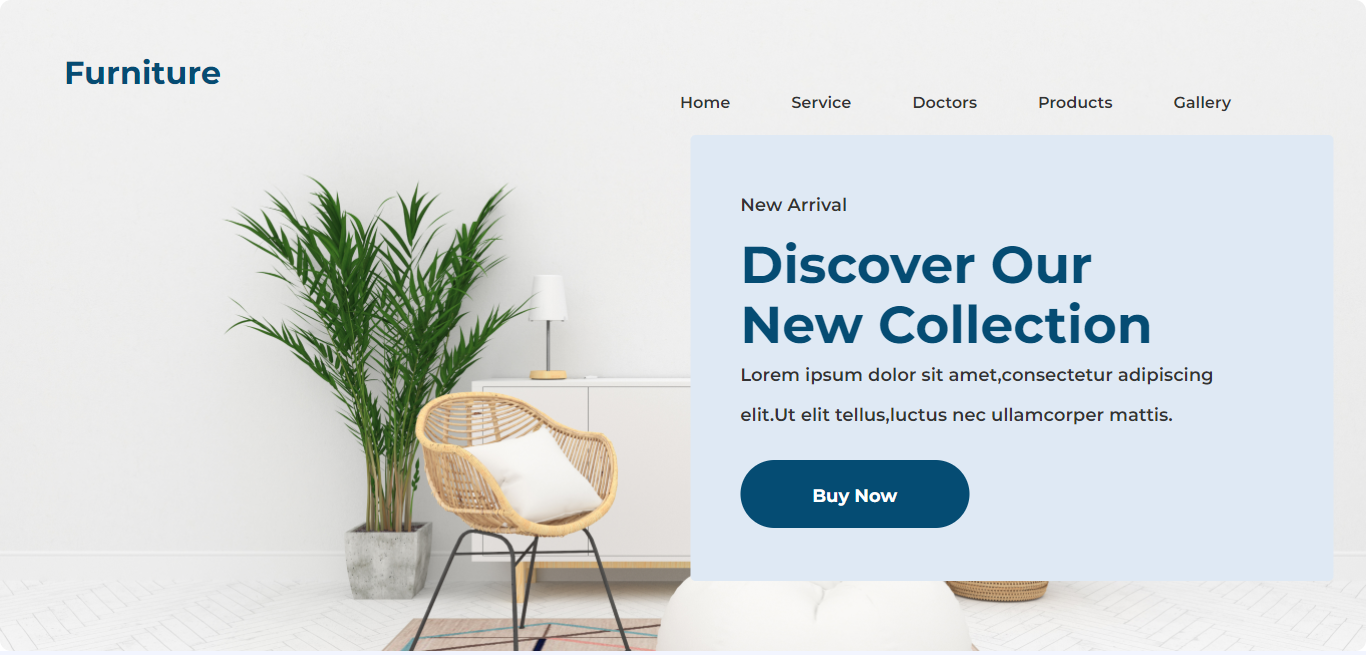 Furniture
Home Service Doctors Products Gallery
New Arrival
Discover Our
New Collection
Lorem ipsum dolor sit amet,consectetur adipiscing
elit.Ut elit tellus,luctus nec ullamcorper mattis.
Buy Now